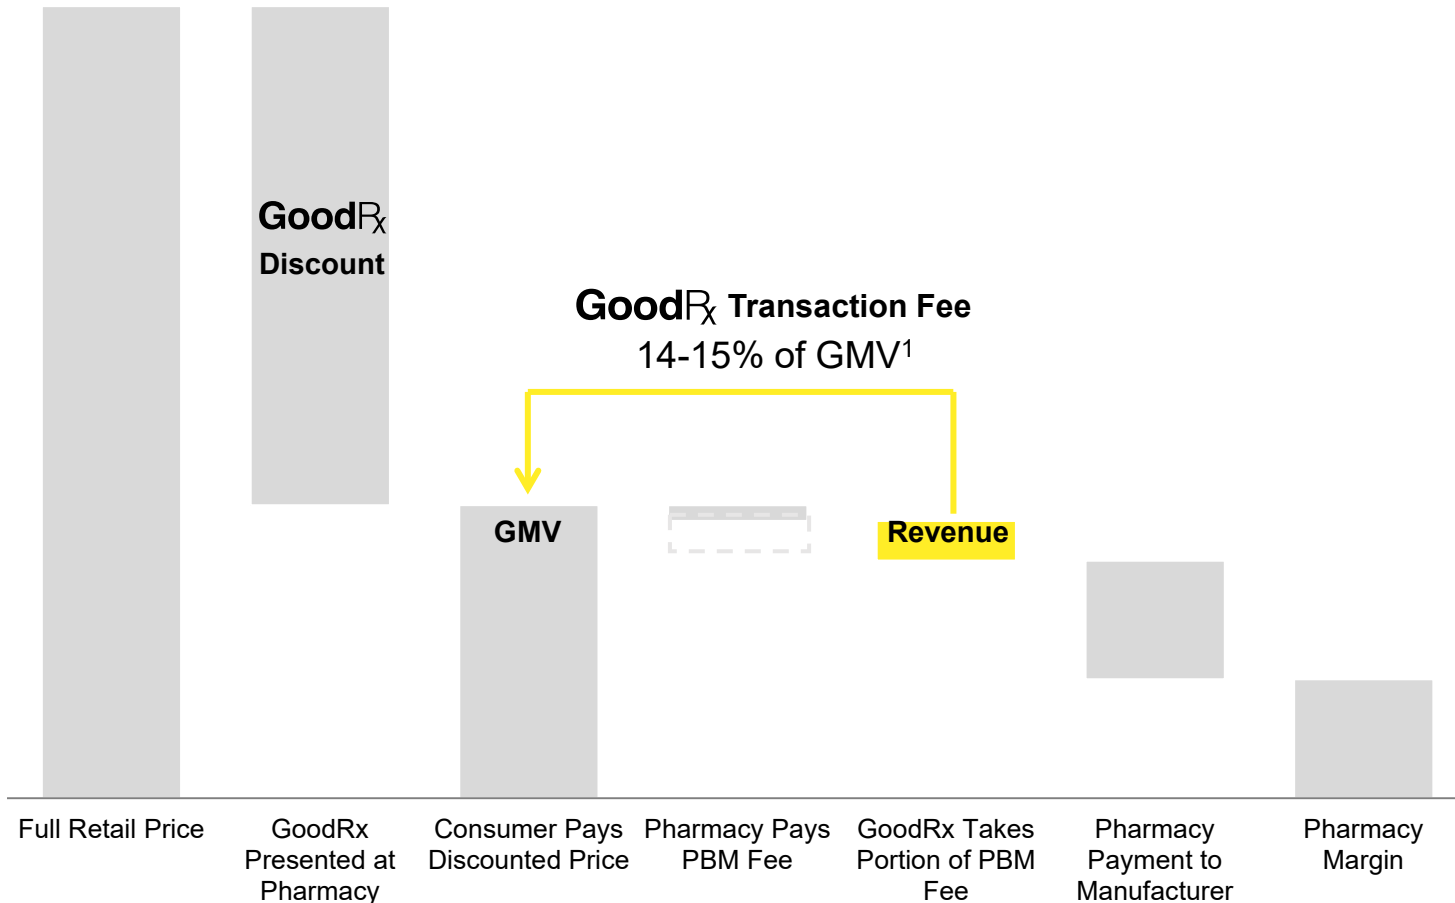 GoodRx
Discount
GoodRx Transaction Fee
14-15% of GMV¹
GMV
Revenue
Full Retail Price
GoodRx
Presented at
Pharmacy
Consumer Pays
Discounted Price
Pharmacy Pays
PBM Fee
GoodRx Takes
Portion of PBM
Fee
Pharmacy
Payment to
Manufacturer
Pharmacy
Margin